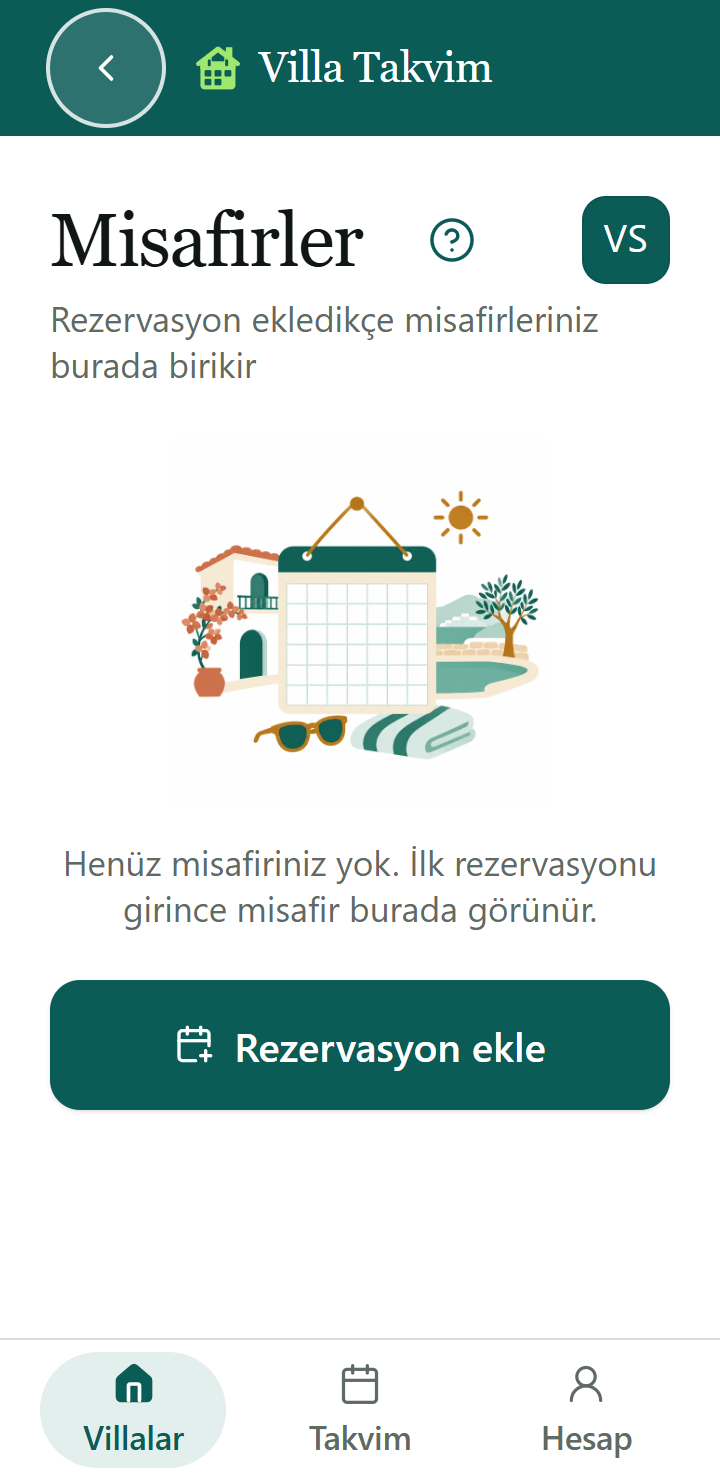 Villa Takvim
Misafirler
VS
Rezervasyon ekledikçe misafirleriniz
burada birikir
Henüz misafiriniz yok. İlk rezervasyonu
girince misafir burada görünür.
Rezervasyon ekle
Villalar
Takvim
Hesap